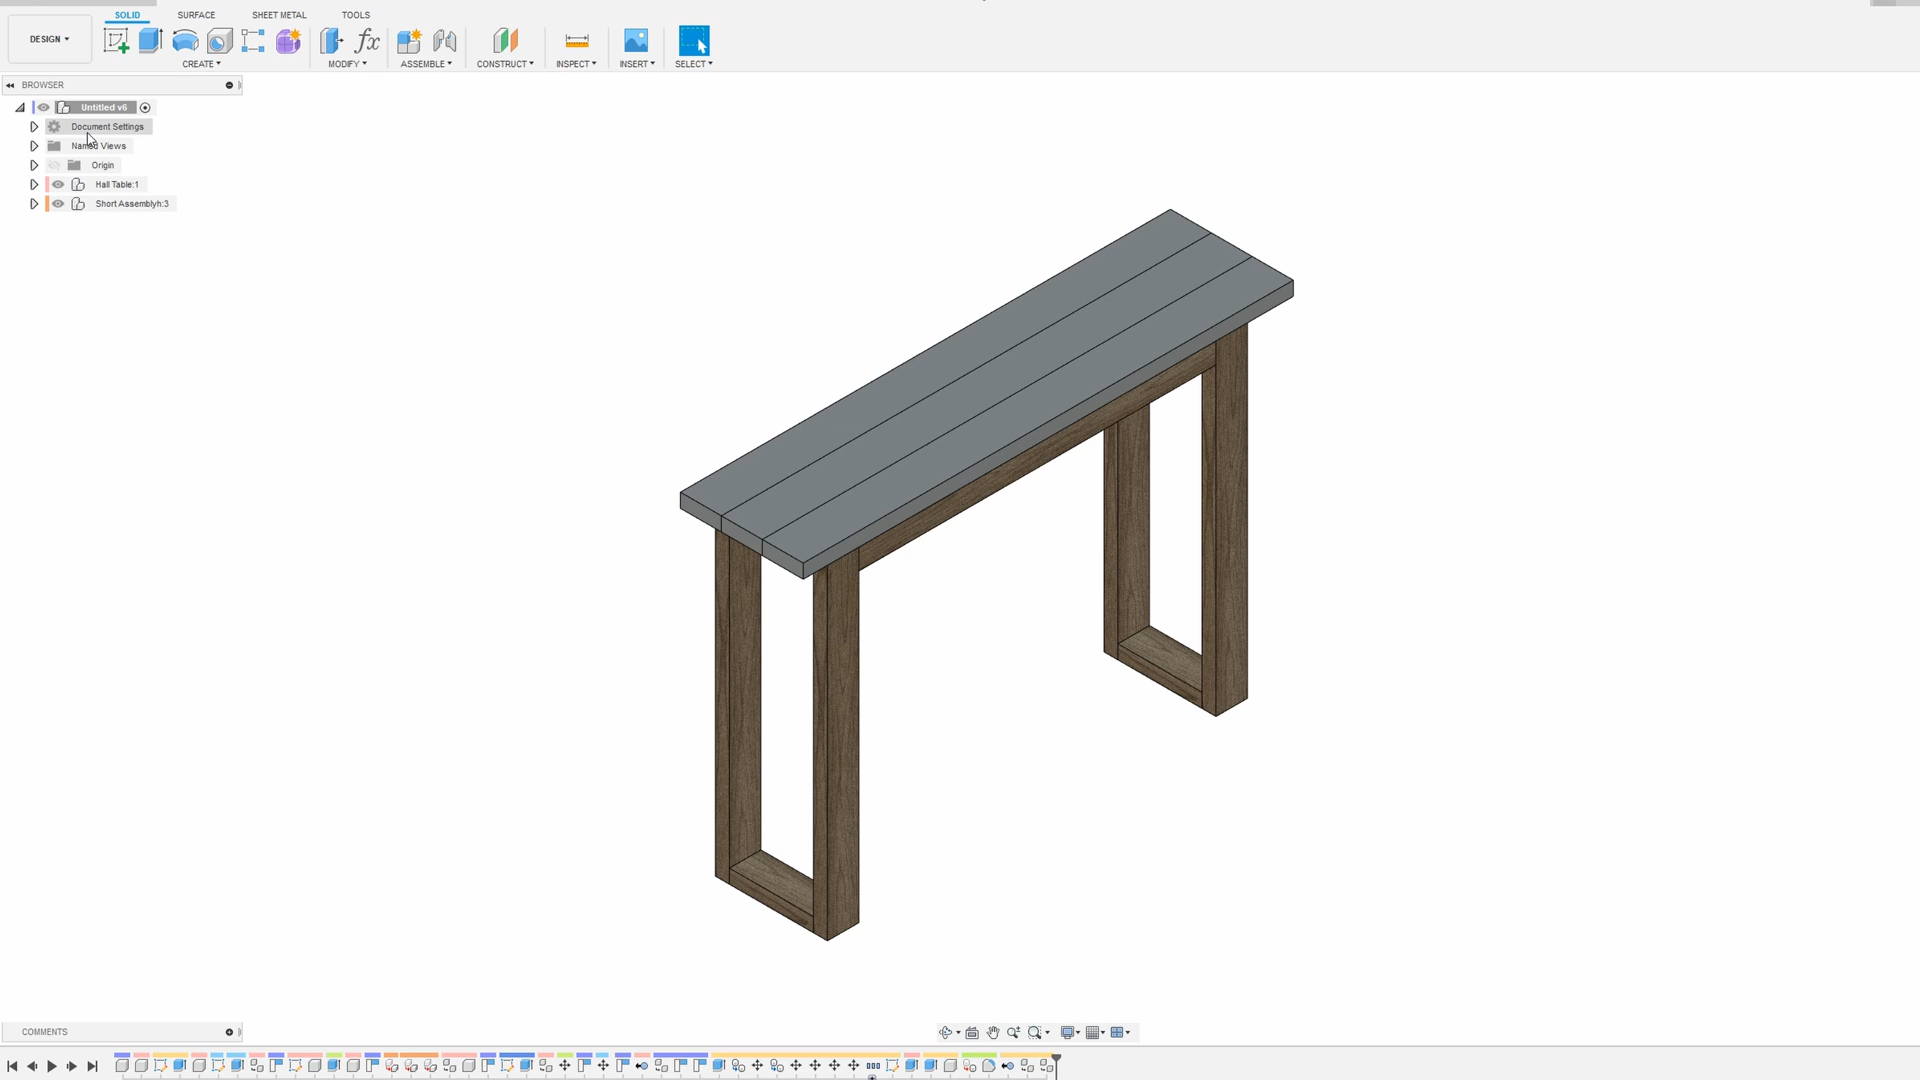 SOLID SURFACE SHEET METAL TOOLS
DESIGN
CREATE MODIFY ASSEMBLE CONSTRUCT INSPECT INSERT SELECT
BROWSER
Untitled v6
Document Settings
Named Views
Origin
Hall Table:1
Short Assemblyh:3
COMMENTS